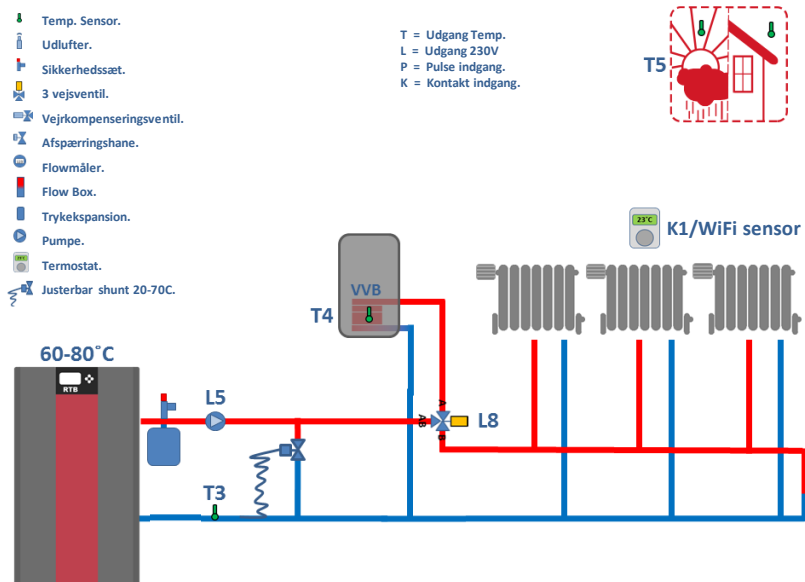 Temp. Sensor.
Udlufter.
Sikkerhedssæt.
3 vejsventil.
Vejrkompenseringsventil.
Afspærringshane.
Flowmåler.
Flow Box.
Trykekspansion.
Pumpe.
Termostat.
Justerbar shunt 20-70C.
T = Udgang Temp.
L = Udgang 230V
P = Pulse indgang.
K = Kontakt indgang.
T5
23°C
K1/WiFi sensor
VVB
T4
60-80°C
RTB
L5
A
AB
B
L8
T3